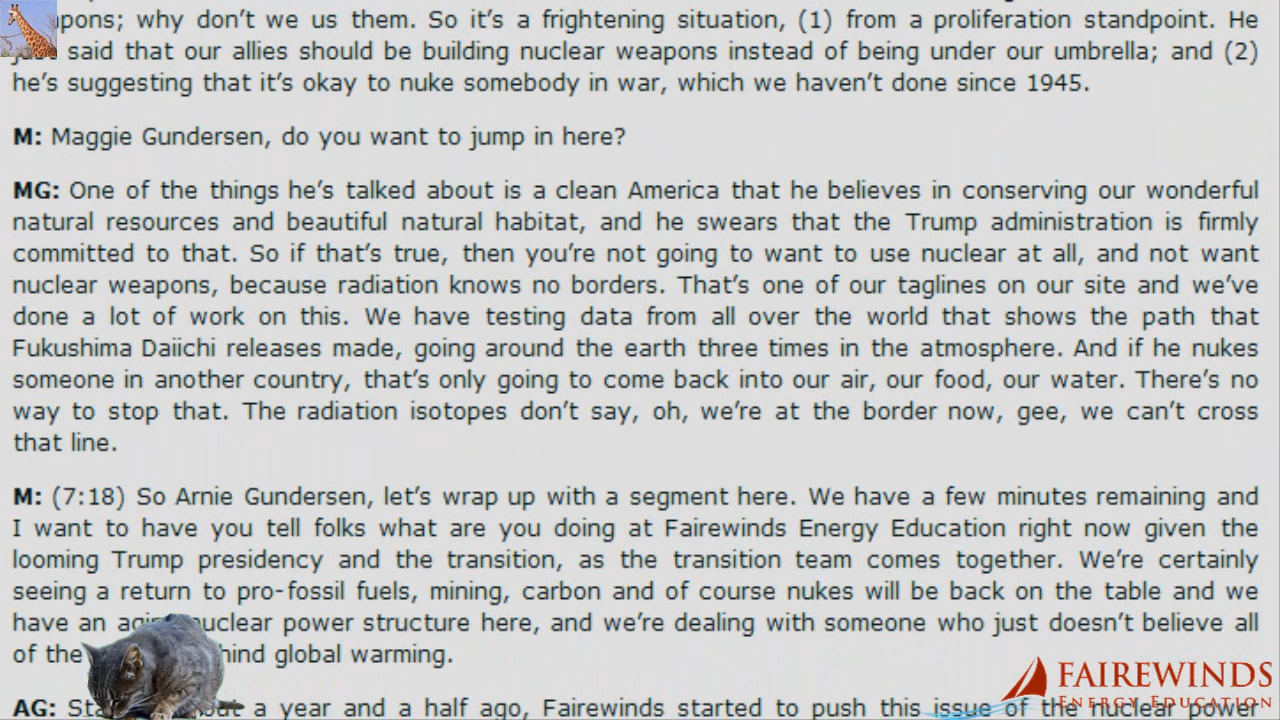 pons; why don't we us them. So it's a frightening situation, (1) from a proliferation standpoint. He
said that our allies should be building nuclear weapons instead of being under our umbrella; and (2)
he's suggesting that it's okay to nuke somebody in war, which we haven't done since 1945.
M: Maggie Gundersen, do you want to jump in here?
MG: One of the things he's talked about is a clean America that he believes in conserving our wonderful
natural resources and beautiful natural habitat, and he swears that the Trump administration is firmly
committed to that. So if that's true, then you're not going to want to use nuclear at all, and not want
nuclear weapons, because radiation knows no borders. That's one of our taglines on our site and we've
done a lot of work on this. We have testing data from all over the world that shows the path that
Fukushima Daiichi releases made, going around the earth three times in the atmosphere. And if he nukes
someone in another country, that's only going to come back into our air, our food, our water. There's no
way to stop that. The radiation isotopes don't say, oh, we're at the border now, gee, we can't cross
that line.
M: (7:18) So Arnie Gundersen, let's wrap up with a segment here. We have a few minutes remaining and
I want to have you tell folks what are you doing at Fairewinds Energy Education right now given the
looming Trump presidency and the transition, as the transition team comes together. We're certainly
seeing a return to pro-fossil fuels, mining, carbon and of course nukes will be back on the table and we
have an aging nuclear power structure here, and we're dealing with someone who just doesn't believe all
of the hind global warming.
AG: a year and a half ago, Fairewinds started to push this issue of the nuclear power
FAIREWINDS
ENERGY EDUCATION